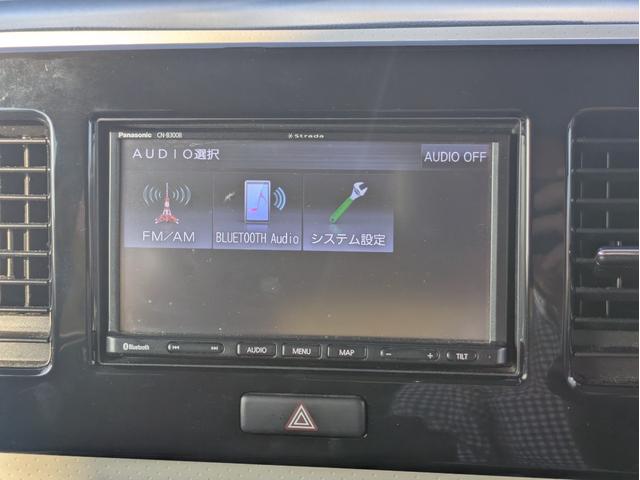 Panasonic CN-B300B Strada
AUDIO選択 AUDIO OFF
FM/AM BLUETOOTH Audio システム設定
Bluetooth AUDIO MENU MAP − + TILT